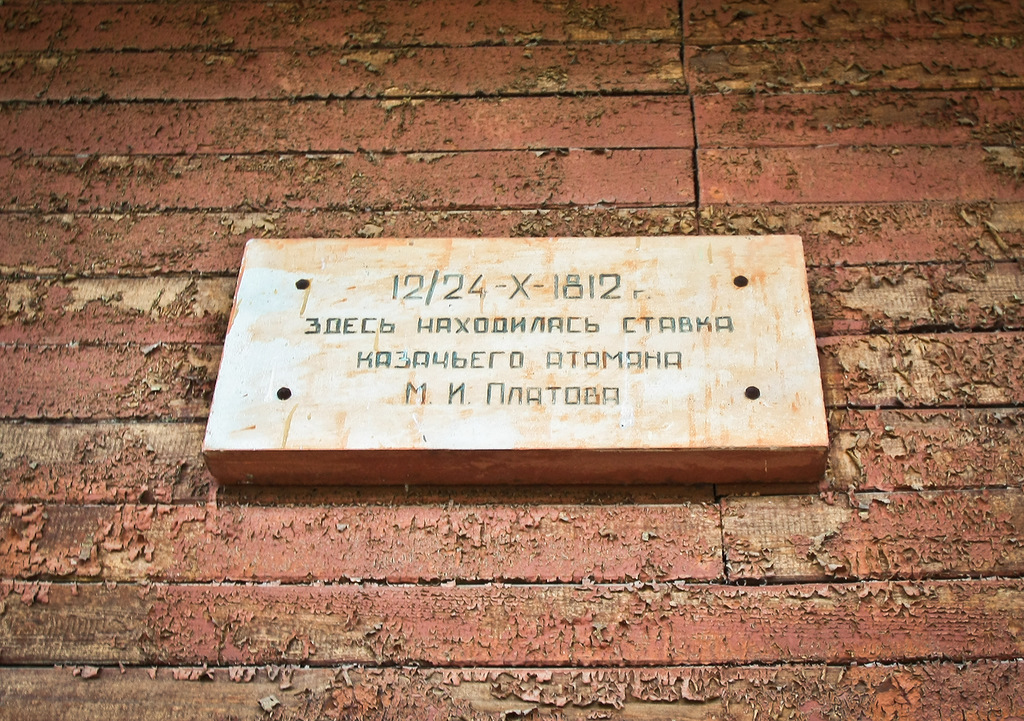 12/24-X-1812 г.
ЗДЕСЬ НАХОДИЛАСЬ СТАВКА
КАЗАЧЬЕГО АТАМАНА
М. И. ПЛАТОВА